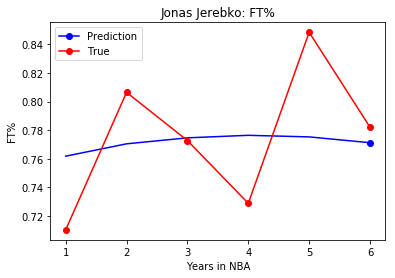 Jonas Jerebko: FT%
Prediction
True
FT%
0.84
0.82
0.80
0.78
0.76
0.74
0.72
1 2 3 4 5 6
Years in NBA